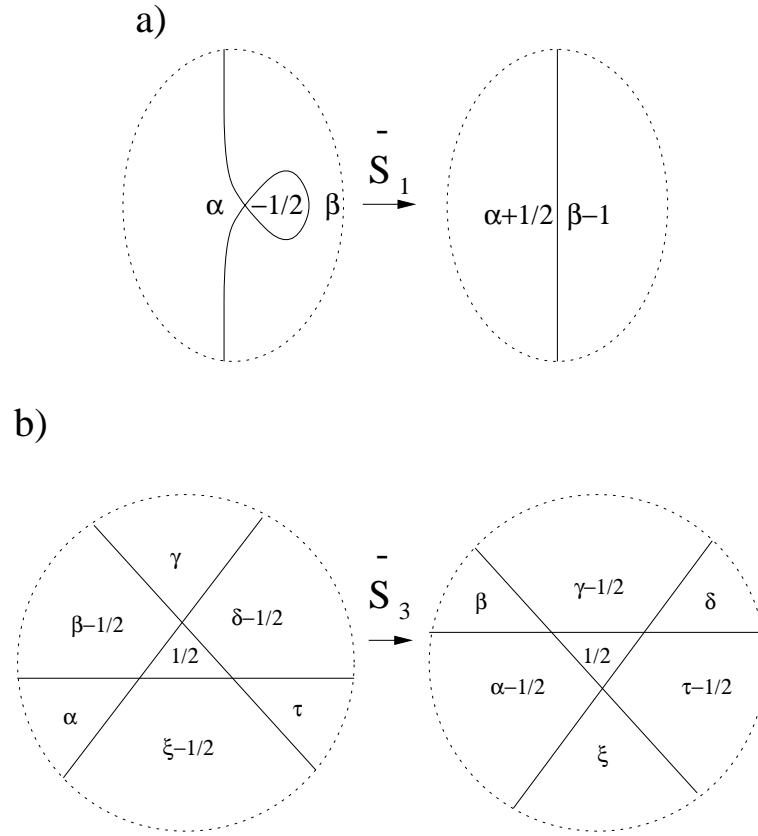 a)
α −1/2 β
S̄ 1
α+1/2 β−1
b)
γ
β−1/2 δ−1/2
1/2
α τ
ξ−1/2
S̄ 3
β γ−1/2 δ
1/2
α−1/2 τ−1/2
ξ